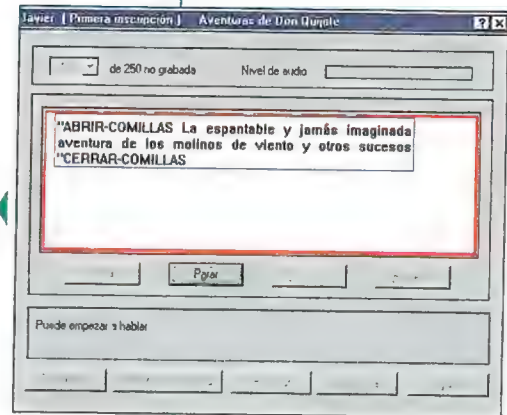 Javier [ Primera inscripción ] Aventuras de Don Quijote
de 250 no grabada Nivel de audio
"ABRIR-COMILLAS La espantable y jamás imaginada
aventura de los molinos de viento y otros sucesos
"CERRAR-COMILLAS
Parar
Puede empezar a hablar